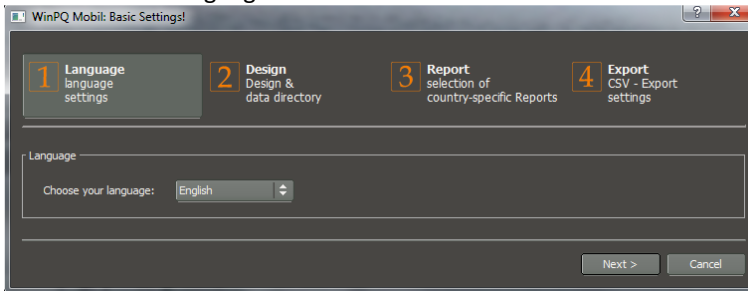 WinPQ Mobil: Basic Settings!
1 Language
language
settings
2 Design
Design &
data directory
3 Report
selection of
country-specific Reports
4 Export
CSV - Export
settings
Language
Choose your language: English
Next > Cancel